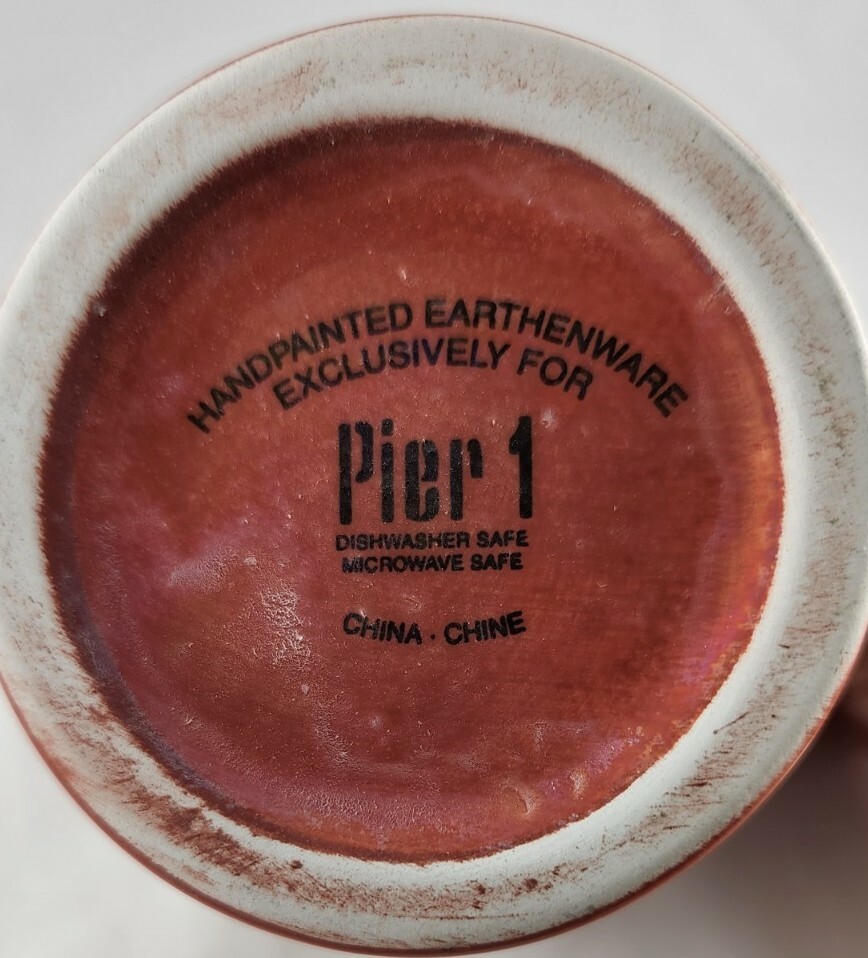 HANDPAINTED EARTHENWARE
EXCLUSIVELY FOR
Pier 1
DISHWASHER SAFE
MICROWAVE SAFE
CHINA · CHINE